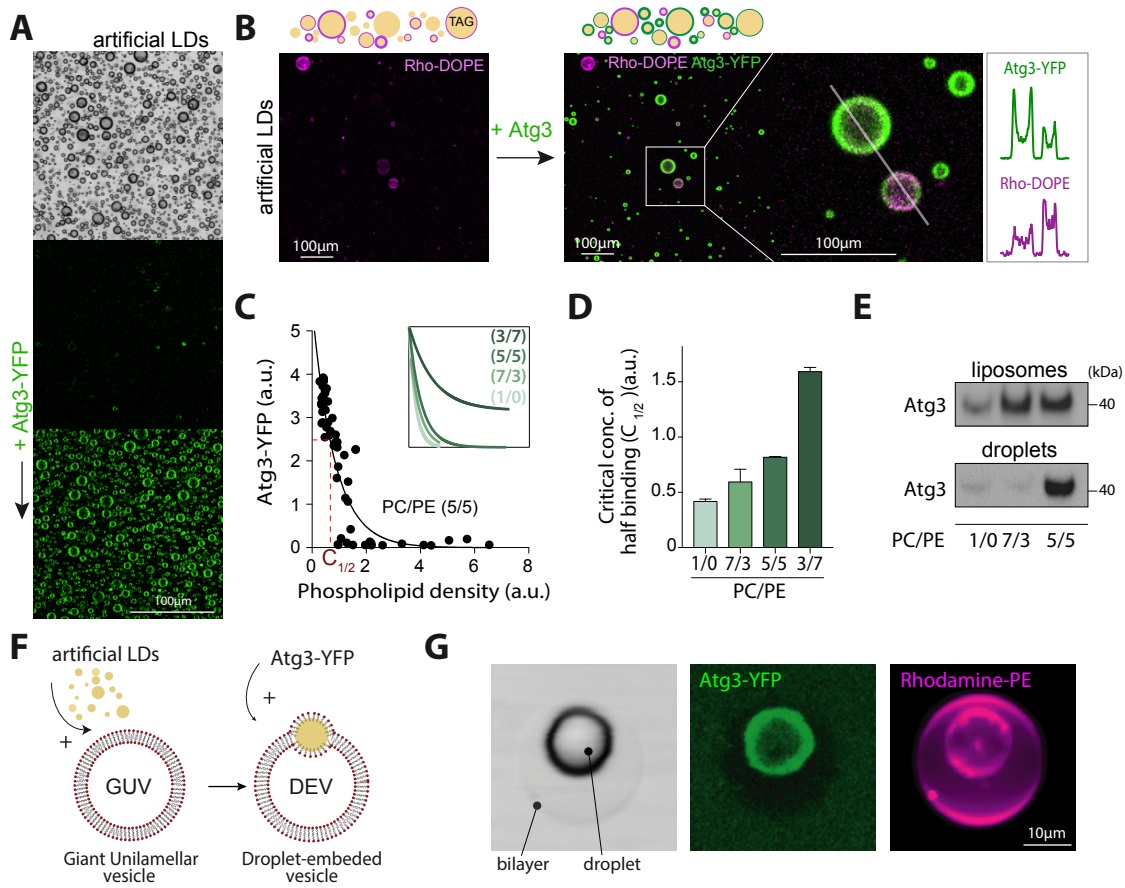 A
artificial LDs
+ Atg3-YFP
100µm
B
TAG
artificial LDs
Rho-DOPE
100µm
+ Atg3
Rho-DOPE Atg3-YFP
100µm
100µm
Atg3-YFP
Rho-DOPE
C
Atg3-YFP (a.u.)
5
4
3
2
1
0
(3/7)
(5/5)
(7/3)
(1/0)
PC/PE (5/5)
C 1/2
0 2 4 6 8
Phospholipid density (a.u.)
D
Critical conc. of
half binding (C 1/2 )(a.u.)
1.5
1.0
0.5
0
1/0 7/3 5/5 3/7
PC/PE
E
liposomes (kDa)
Atg3 40
droplets
Atg3 40
PC/PE 1/0 7/3 5/5
F
artificial LDs
+
GUV
Giant Unilamellar
vesicle
Atg3-YFP
+
DEV
Droplet-embeded
vesicle
G
bilayer droplet
Atg3-YFP
Rhodamine-PE
10µm